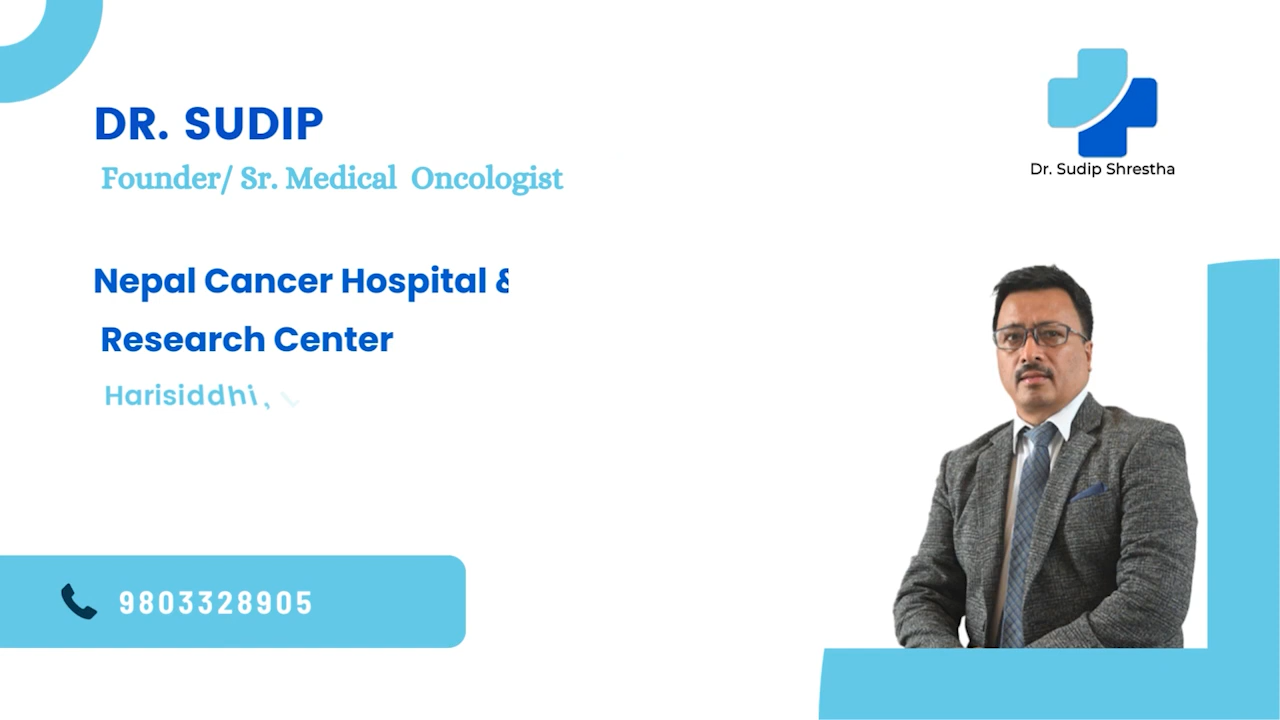 DR. SUDIP
Founder/ Sr. Medical Oncologist
Dr. Sudip Shrestha
Nepal Cancer Hospital &
Research Center
Harisiddhi,
9803328905